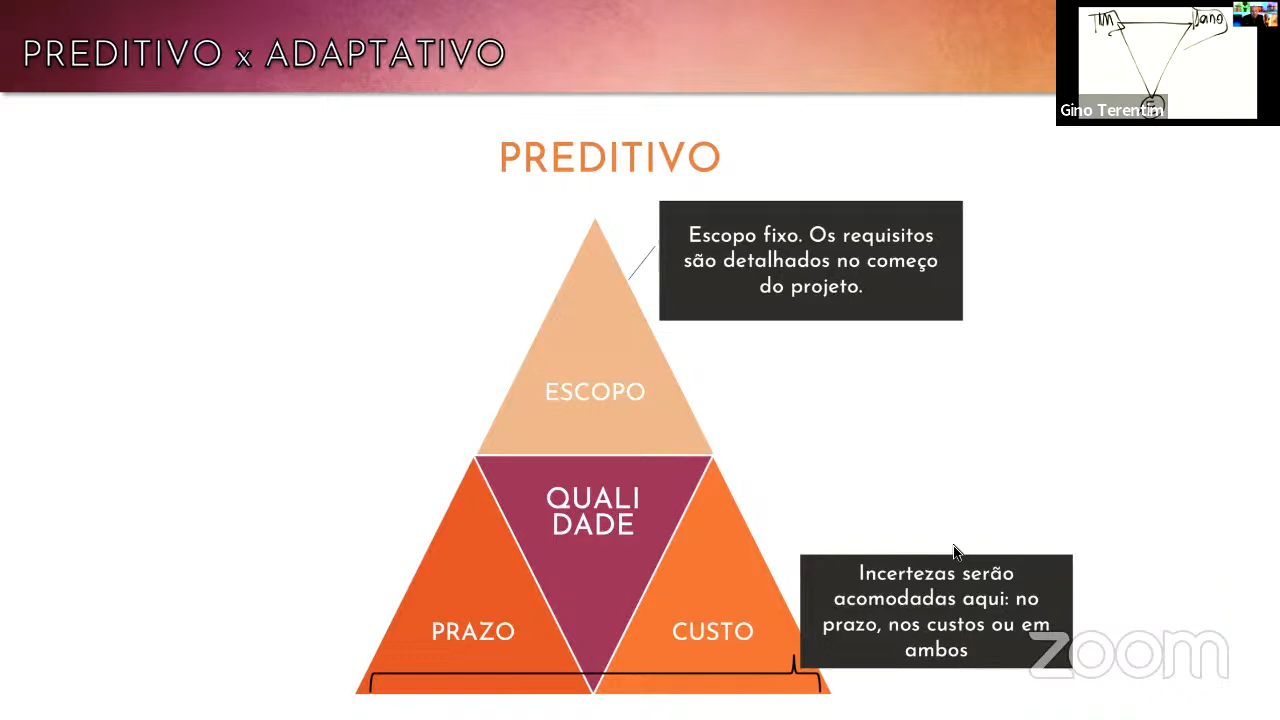 PREDITIVO x ADAPTATIVO
Gino Terentim
PREDITIVO
Escopo fixo. Os requisitos
são detalhados no começo
do projeto.
ESCOPO
QUALI
DADE
PRAZO
CUSTO
Incertezas serão
acomodadas aqui: no
prazo, nos custos ou em
ambos
zoom